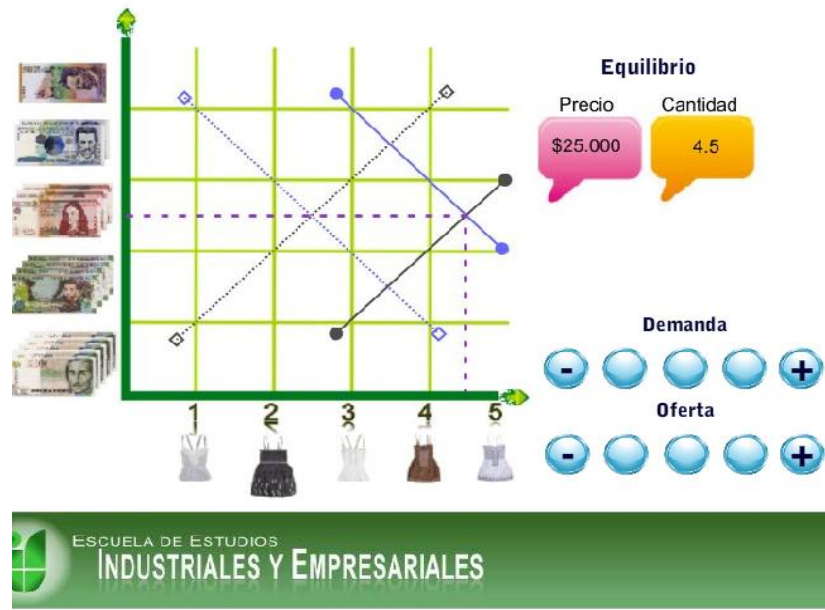 Equilibrio
Precio
Cantidad
$25.000
4.5
Demanda
- +
1 2 3 4 5
Oferta
- +
ESCUELA DE ESTUDIOS
INDUSTRIALES Y EMPRESARIALES